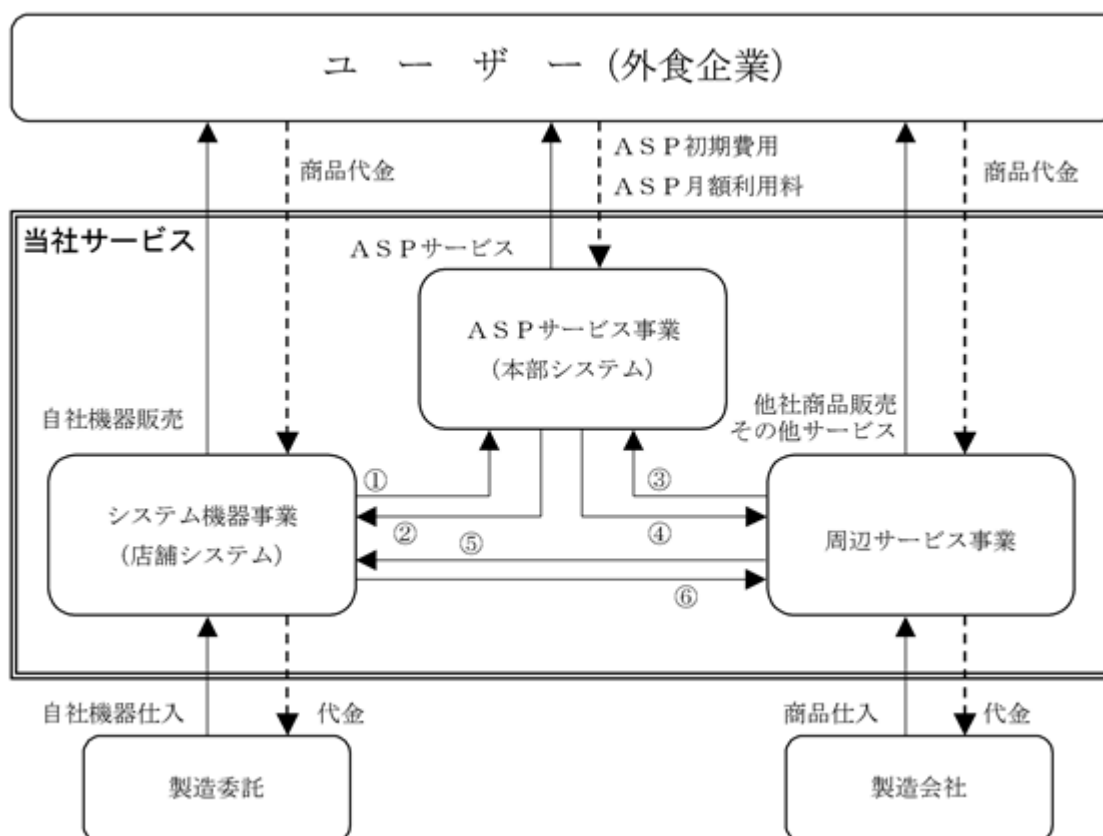 ユーザー(外食企業)
商品代金
ASP初期費用
ASP月額利用料
商品代金
当社サービス
ASPサービス
ASPサービス事業
(本部システム)
自社機器販売
他社商品販売
その他サービス
①
③
システム機器事業
(店舗システム)
②
⑤
④
周辺サービス事業
⑥
自社機器仕入
代金
商品仕入
代金
製造委託
製造会社